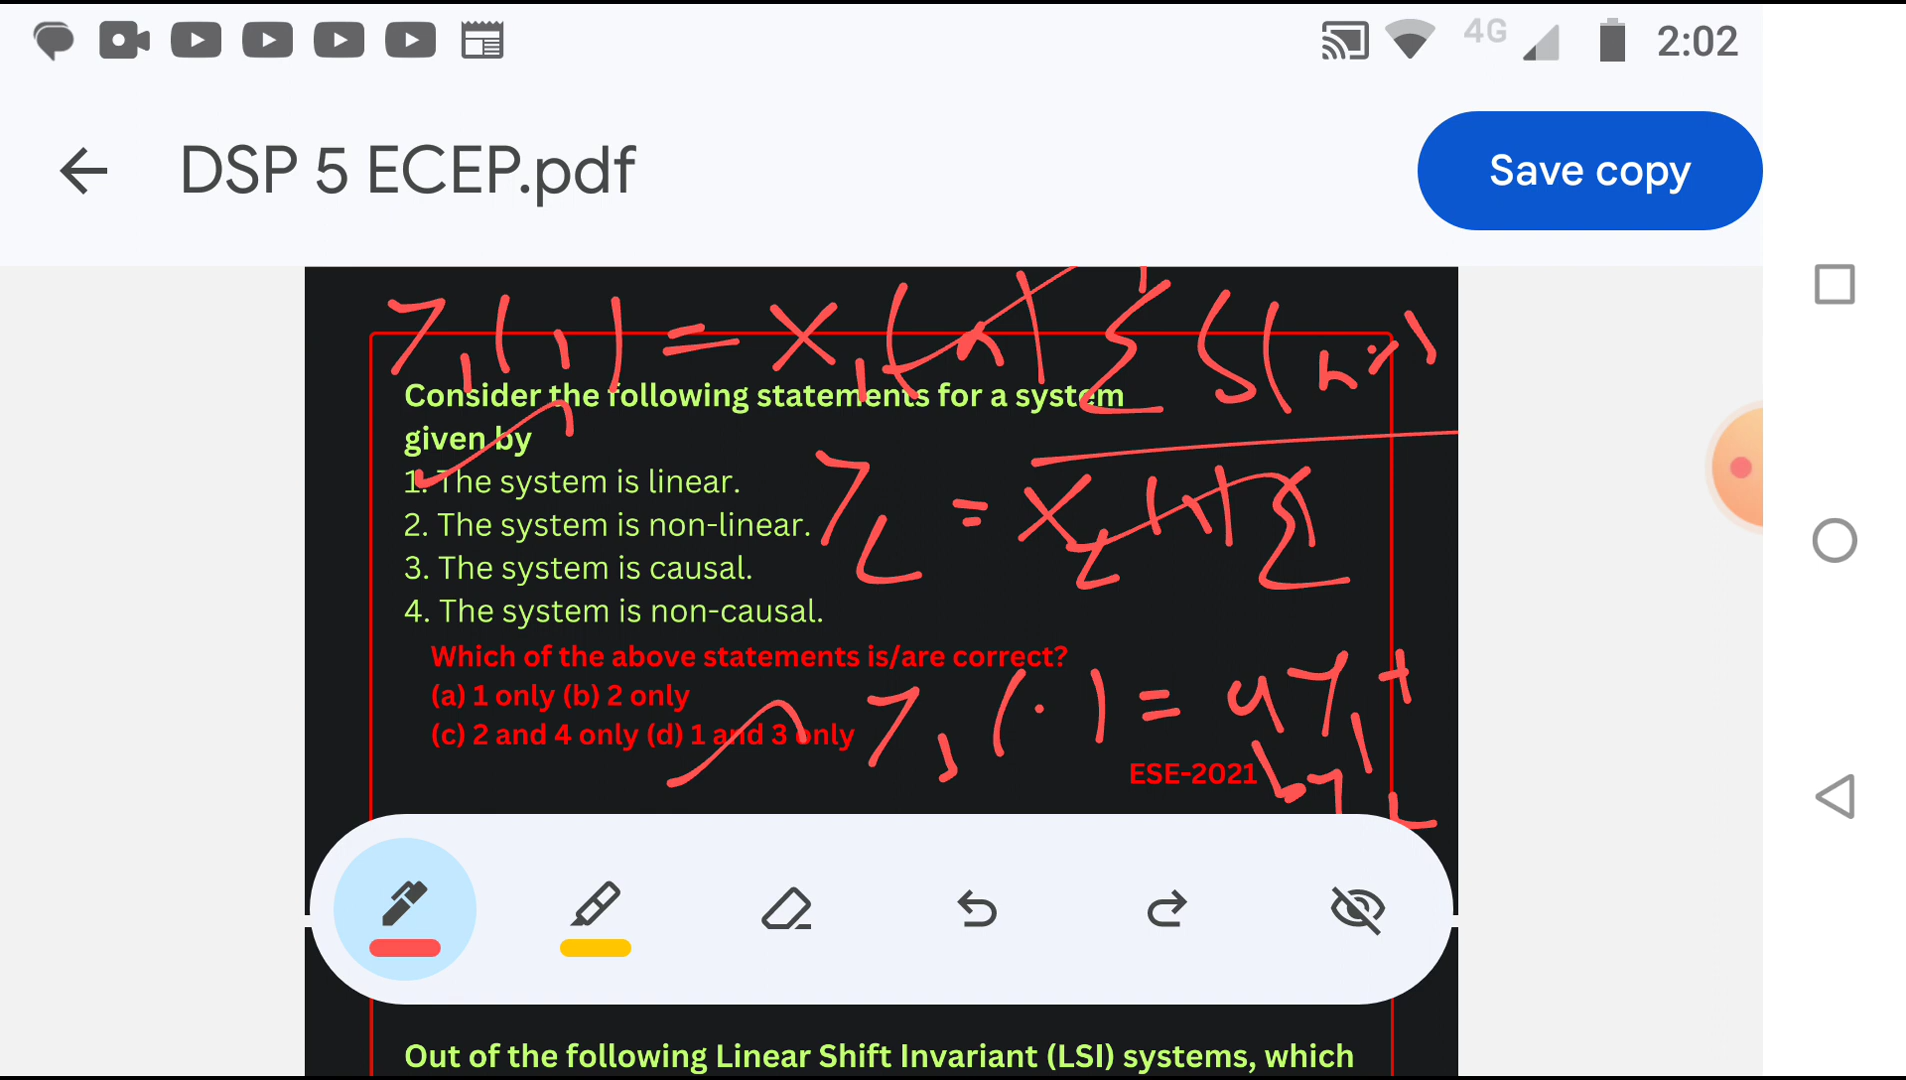 4G 2:02
DSP 5 ECEP.pdf
Save copy
Consider the following statements for a system
given by
1. The system is linear.
2. The system is non-linear.
3. The system is causal.
4. The system is non-causal.
Which of the above statements is/are correct?
(a) 1 only (b) 2 only
(c) 2 and 4 only (d) 1 and 3 only
ESE-2021
Out of the following Linear Shift Invariant (LSI) systems, which